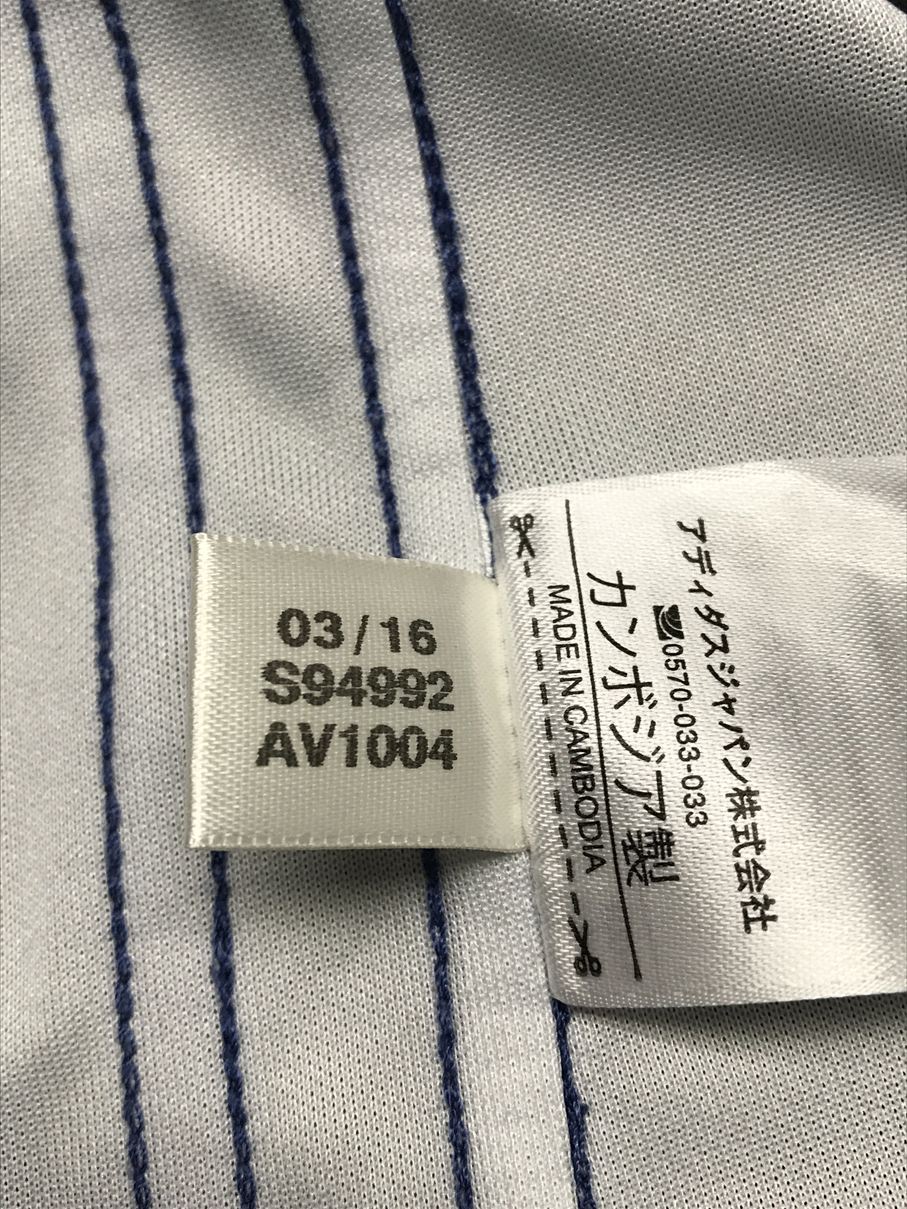 03/16
S94992
AV1004
アディダスジャパン株式会社
0570-033-033
カンボジア製
MADE IN CAMBODIA